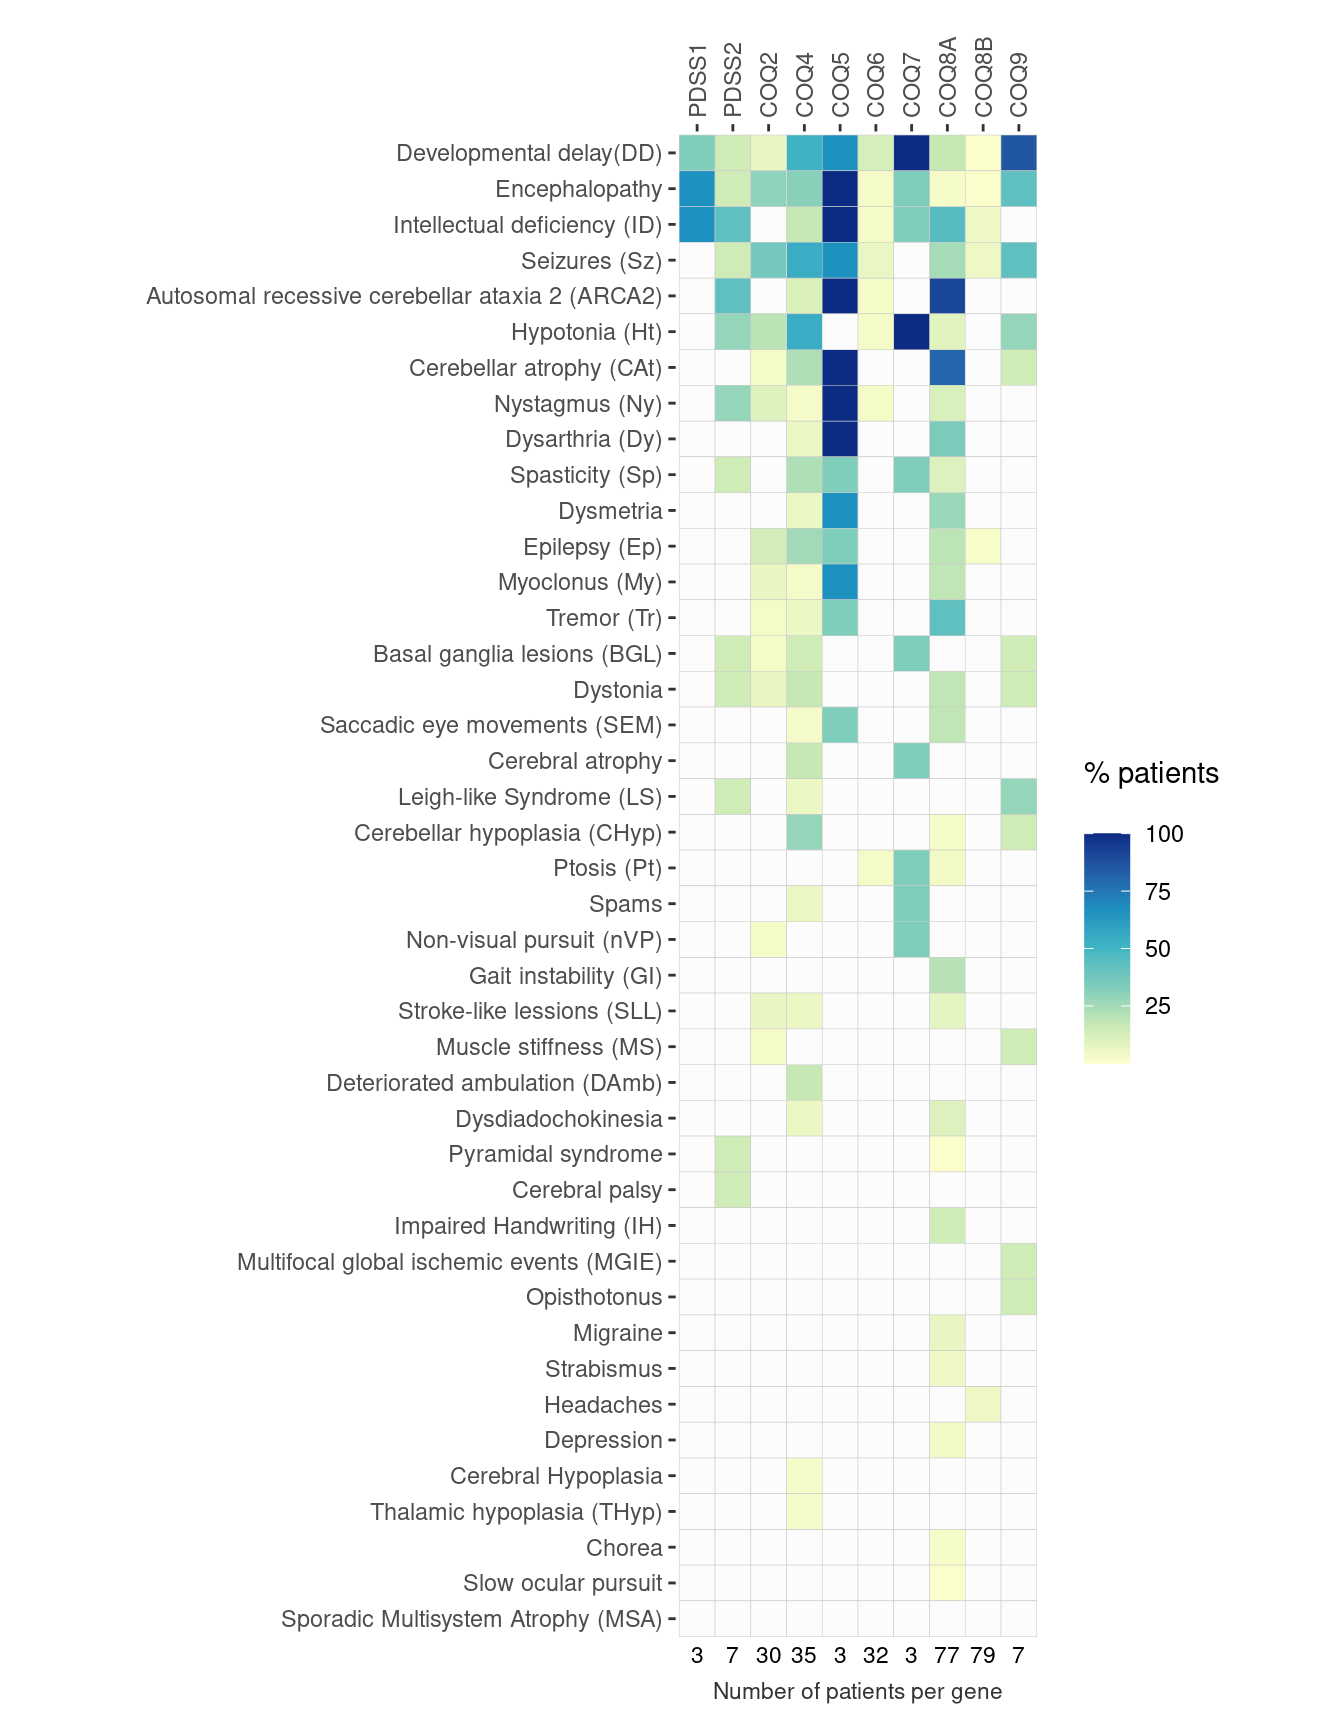 PDSS1 PDSS2 COQ2 COQ4 COQ5 COQ6 COQ7 COQ8A COQ8B COQ9
Developmental delay(DD)
Encephalopathy
Intellectual deficiency (ID)
Seizures (Sz)
Autosomal recessive cerebellar ataxia 2 (ARCA2)
Hypotonia (Ht)
Cerebellar atrophy (CAt)
Nystagmus (Ny)
Dysarthria (Dy)
Spasticity (Sp)
Dysmetria
Epilepsy (Ep)
Myoclonus (My)
Tremor (Tr)
Basal ganglia lesions (BGL)
Dystonia
Saccadic eye movements (SEM)
Cerebral atrophy
Leigh-like Syndrome (LS)
Cerebellar hypoplasia (CHyp)
Ptosis (Pt)
Spams
Non-visual pursuit (nVP)
Gait instability (GI)
Stroke-like lessions (SLL)
Muscle stiffness (MS)
Deteriorated ambulation (DAmb)
Dysdiadochokinesia
Pyramidal syndrome
Cerebral palsy
Impaired Handwriting (IH)
Multifocal global ischemic events (MGIE)
Opisthotonus
Migraine
Strabismus
Headaches
Depression
Cerebral Hypoplasia
Thalamic hypoplasia (THyp)
Chorea
Slow ocular pursuit
Sporadic Multisystem Atrophy (MSA)
3 7 30 35 3 32 3 77 79 7
Number of patients per gene
% patients
100
75
50
25